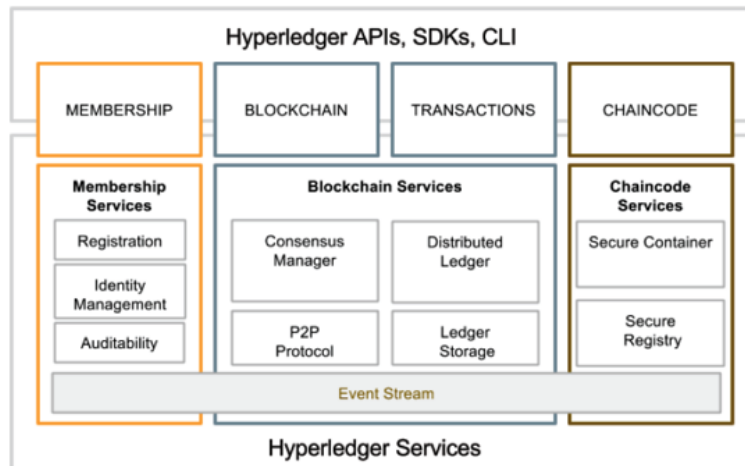 Hyperledger APIs, SDKs, CLI
MEMBERSHIP
BLOCKCHAIN
TRANSACTIONS
CHAINCODE
Membership
Services
Registration
Identity
Management
Auditability
Blockchain Services
Consensus
Manager
Distributed
Ledger
P2P
Protocol
Ledger
Storage
Chaincode
Services
Secure Container
Secure
Registry
Event Stream
Hyperledger Services